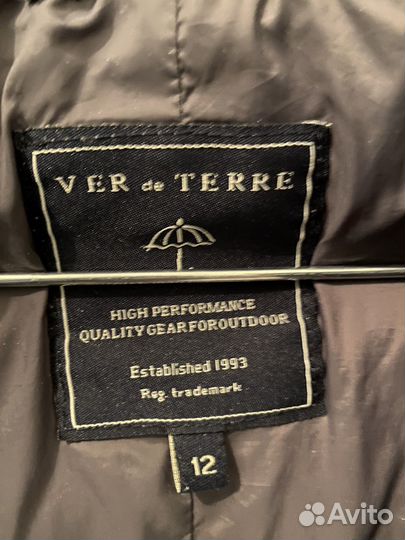 VER de TERRE
HIGH PERFORMANCE
QUALITY GEAR FOR OUTDOOR
Established 1993
Reg. trademark
12
Avito